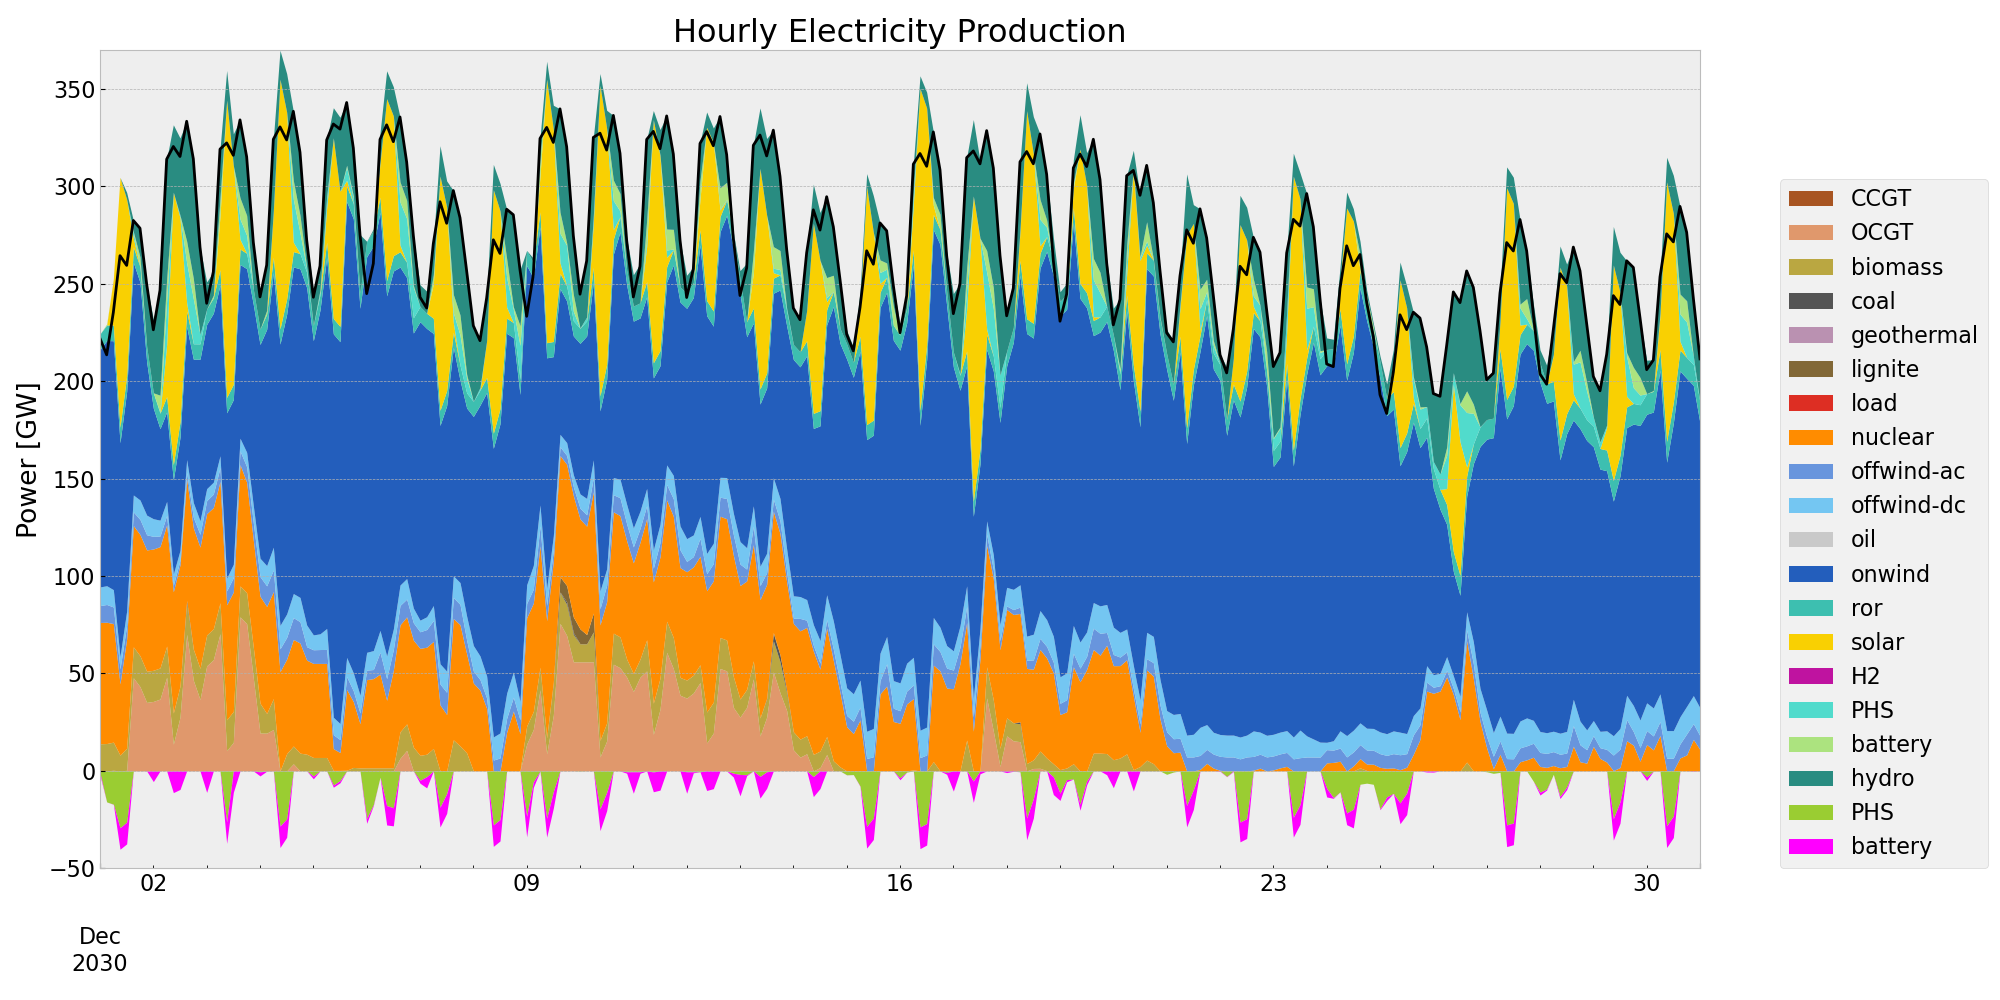 Hourly Electricity Production
Power [GW]
350
300
250
200
150
100
50
0
−50
02
09
16
23
30
Dec
2030
CCGT
OCGT
biomass
coal
geothermal
lignite
load
nuclear
offwind-ac
offwind-dc
oil
onwind
ror
solar
H2
PHS
battery
hydro
PHS
battery